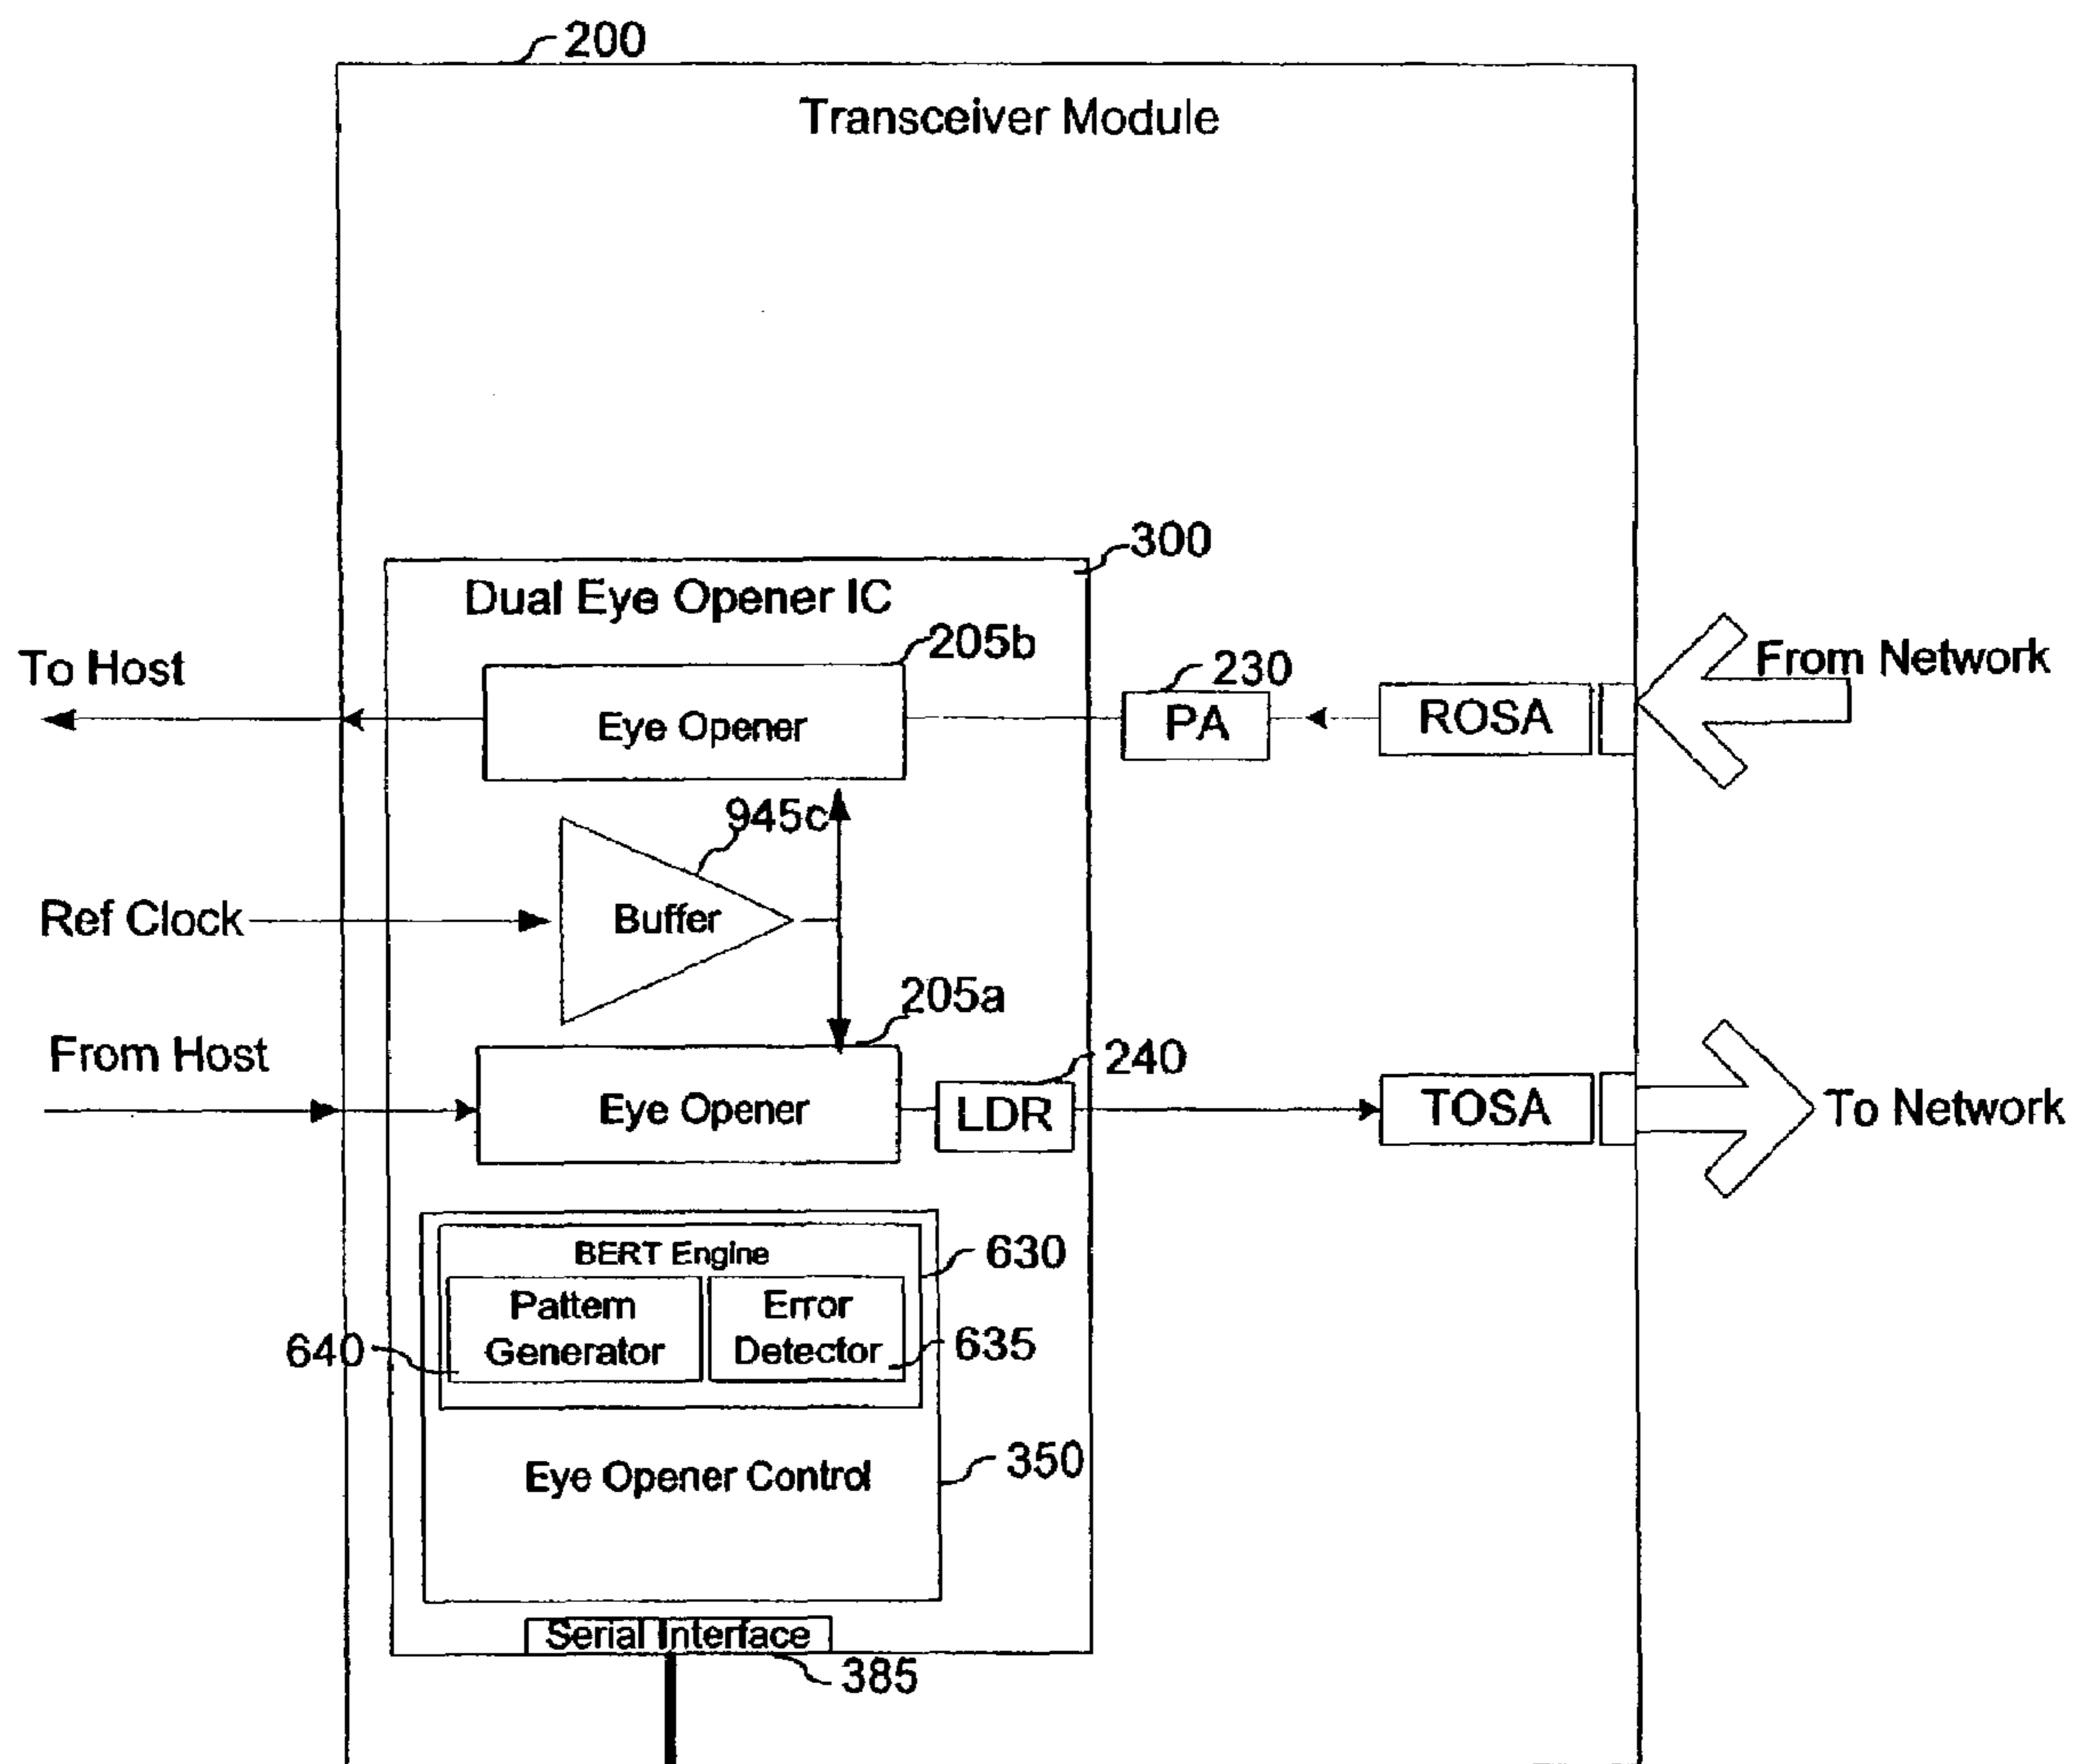 200
Transceiver Module
300
Dual Eye Opener IC
205b
To Host
230
From Network
Eye Opener
PA
ROSA
945c
Ref Clock
Buffer
205a
From Host
240
Eye Opener
LDR
TOSA
To Network
BERT Engine
630
Pattern
Generator
Error
Detector
640
635
Eye Opener Control
350
Serial Interface
385